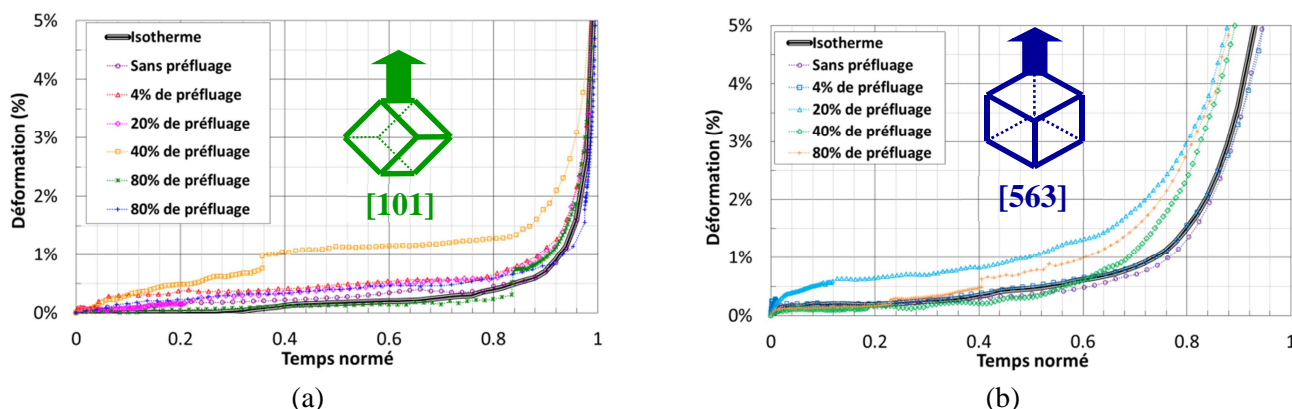 5%
4%
3%
2%
1%
0%
Déformation (%)
Isotherme
Sans préfluage
4% de préfluage
20% de préfluage
40% de préfluage
80% de préfluage
80% de préfluage
[101]
0
0.2
0.4
0.6
0.8
1
Temps normé
(a)
5%
4%
3%
2%
1%
0%
Déformation (%)
Isotherme
Sans préfluage
4% de préfluage
20% de préfluage
40% de préfluage
80% de préfluage
[563]
0
0.2
0.4
0.6
0.8
1
Temps normé
(b)